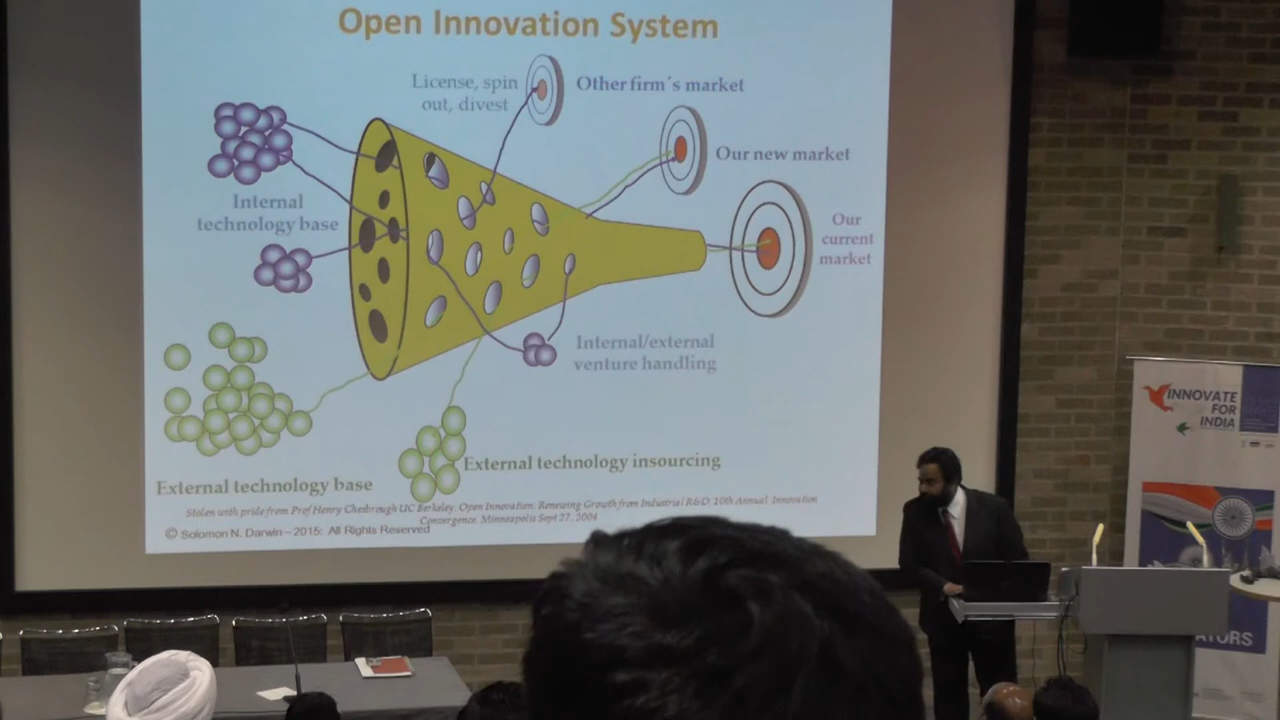 Open Innovation System
License, spin
out, divest
Other firm´s market
Our new market
Internal
technology base
Our
current
market
Internal/external
venture handling
External technology insourcing
External technology base
Stolen with pride from Prof Henry Chesbrough UC Berkeley, Open Innovation: Renewing Growth from Industrial R&D, 10th Annual Innovation
Convergence, Minneapolis Sept 27, 2004
© Solomon N. Darwin – 2015: All Rights Reserved
INNOVATE
FOR
INDIA
ATORS